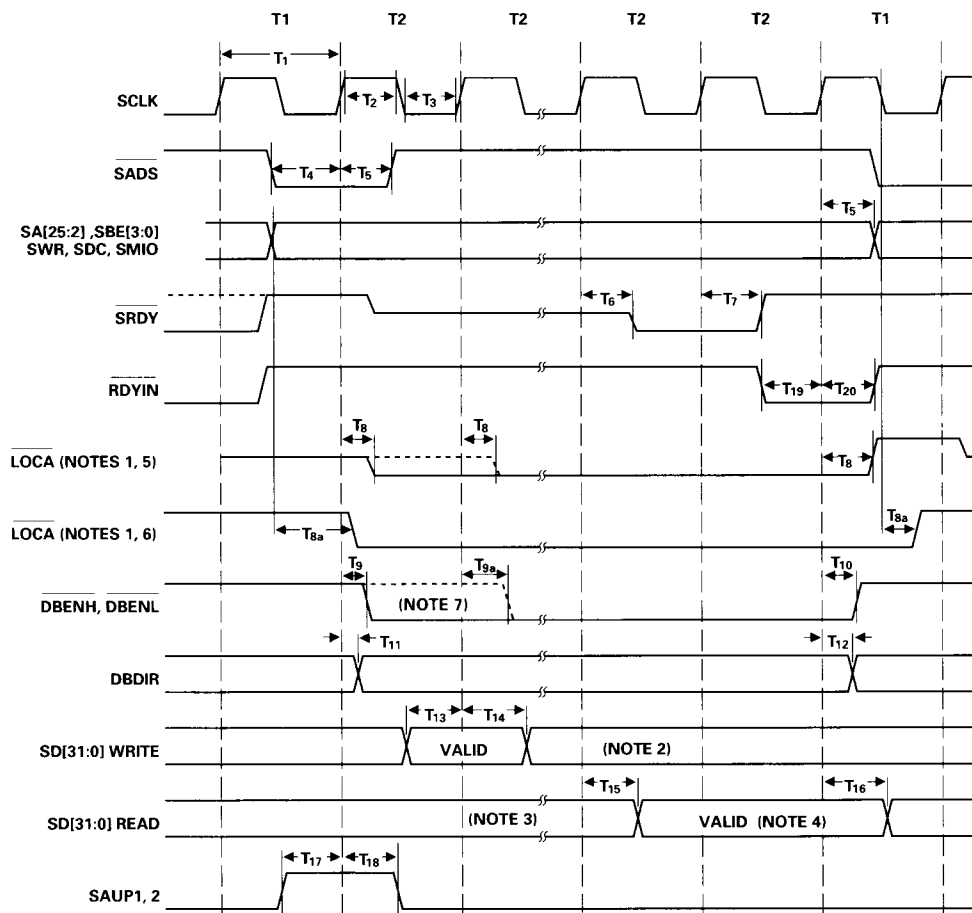 T1 T2 T2 T2 T2 T1
T1
SCLK T2 T3
SADS T4 T5
SA[25:2] ,SBE[3:0] T5
SWR, SDC, SMIO
SRDY T6 T7
RDYIN T19 T20
LOCA (NOTES 1, 5) T8 T8 T8
LOCA (NOTES 1, 6) T8a T8a
DBENH, DBENL T9 (NOTE 7) T9a T10
DBDIR T11 T12
SD[31:0] WRITE T13 T14 VALID (NOTE 2)
SD[31:0] READ (NOTE 3) T15 VALID (NOTE 4) T16
SAUP1, 2 T17 T18